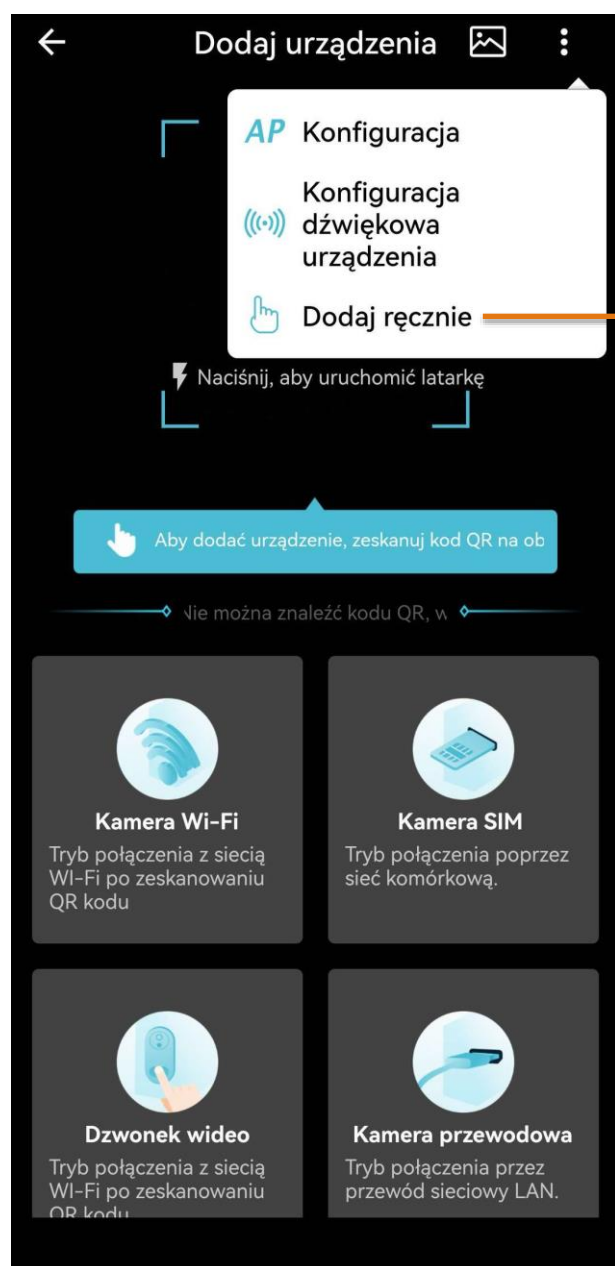 Dodaj urządzenia
AP Konfiguracja
Konfiguracja
dźwiękowa
urządzenia
Dodaj ręcznie
Naciśnij, aby uruchomić latarkę
Aby dodać urządzenie, zeskanuj kod QR na ob
Nie można znaleźć kodu QR, w
Kamera Wi-Fi
Tryb połączenia z siecią
WI-Fi po zeskanowaniu
QR kodu
Kamera SIM
Tryb połączenia poprzez
sieć komórkową.
Dzwonek wideo
Tryb połączenia z siecią
WI-Fi po zeskanowaniu
QR kodu
Kamera przewodowa
Tryb połączenia przez
przewód sieciowy LAN.